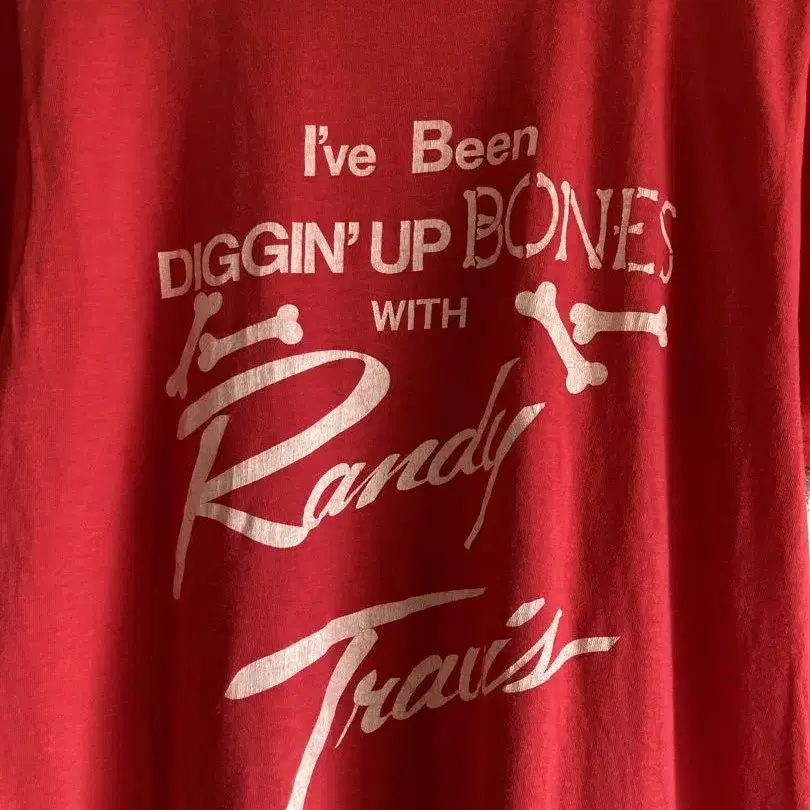 I've Been
DIGGIN' UP BONES
WITH
Randy
Travis